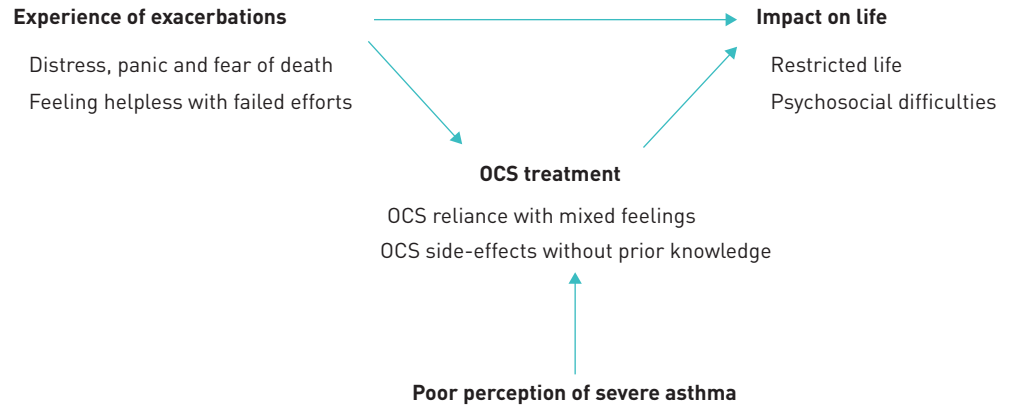 Experience of exacerbations
Distress, panic and fear of death
Feeling helpless with failed efforts
Impact on life
Restricted life
Psychosocial difficulties
OCS treatment
OCS reliance with mixed feelings
OCS side-effects without prior knowledge
Poor perception of severe asthma